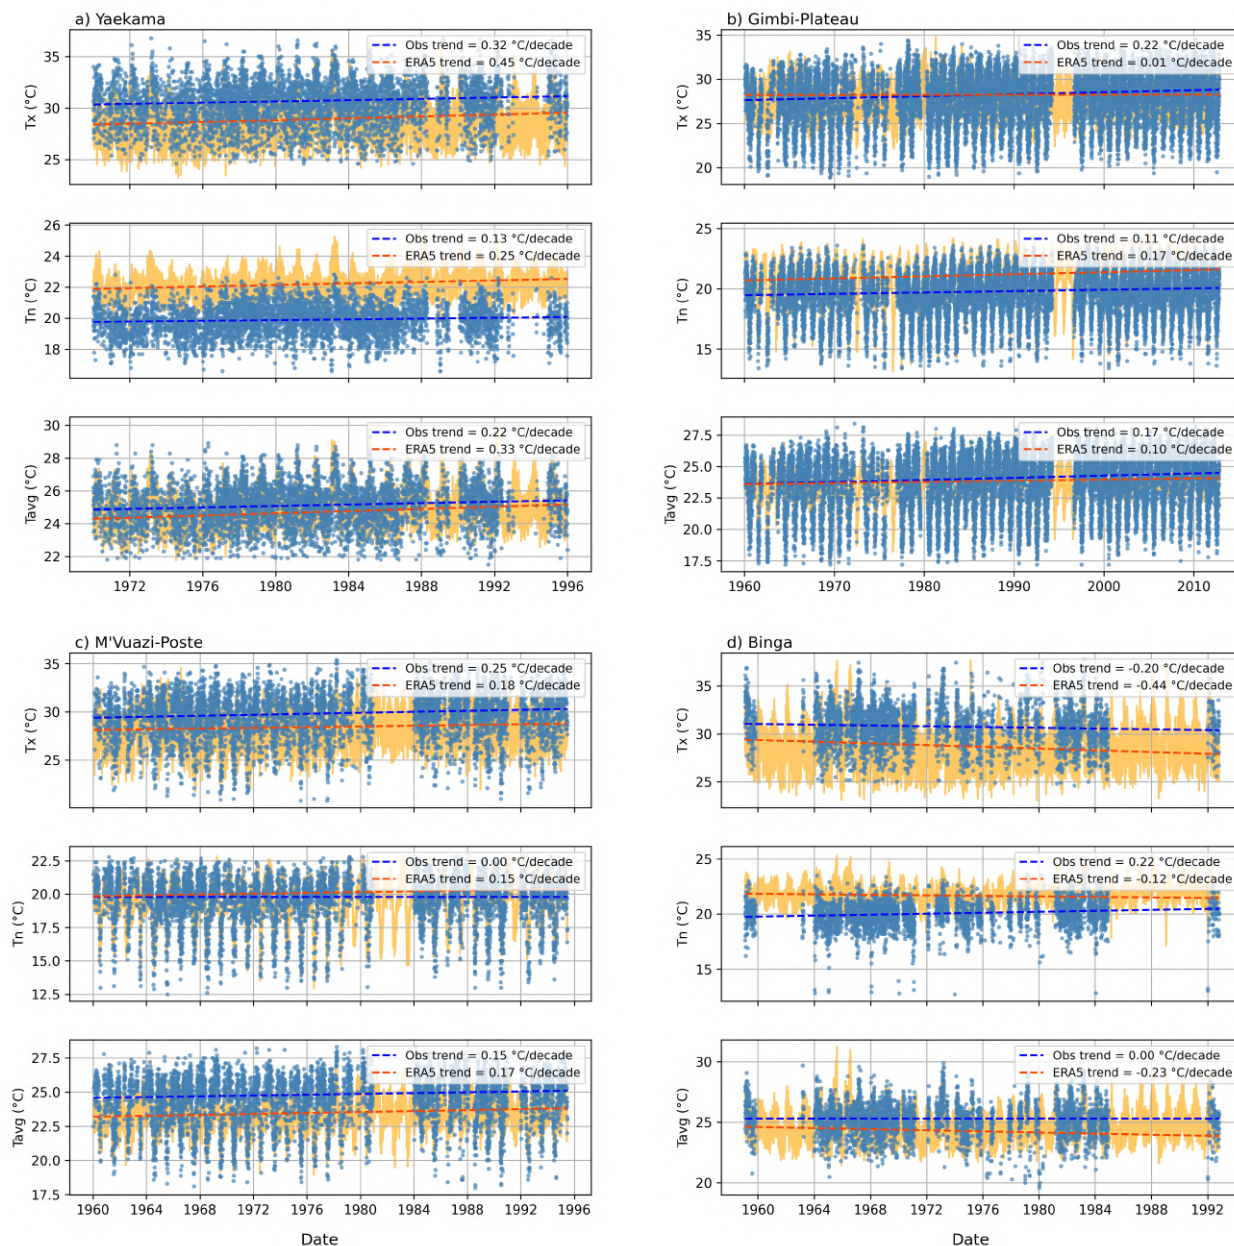 a) Yaekama
Tx (°C)
35
30
25
Obs trend = 0.32 °C/decade
ERA5 trend = 0.45 °C/decade
Tn (°C)
26
24
22
20
18
Obs trend = 0.13 °C/decade
ERA5 trend = 0.25 °C/decade
Tavg (°C)
30
28
26
24
22
Obs trend = 0.22 °C/decade
ERA5 trend = 0.33 °C/decade
1972 1976 1980 1984 1988 1992 1996
b) Gimbi-Plateau
Tx (°C)
35
30
25
20
Obs trend = 0.22 °C/decade
ERA5 trend = 0.01 °C/decade
Tn (°C)
25
20
15
Obs trend = 0.11 °C/decade
ERA5 trend = 0.17 °C/decade
Tavg (°C)
27.5
25.0
22.5
20.0
17.5
Obs trend = 0.17 °C/decade
ERA5 trend = 0.10 °C/decade
1960 1970 1980 1990 2000 2010
c) M'Vuazi-Poste
Tx (°C)
35
30
25
Obs trend = 0.25 °C/decade
ERA5 trend = 0.18 °C/decade
Tn (°C)
22.5
20.0
17.5
15.0
12.5
Obs trend = 0.00 °C/decade
ERA5 trend = 0.15 °C/decade
Tavg (°C)
27.5
25.0
22.5
20.0
17.5
Obs trend = 0.15 °C/decade
ERA5 trend = 0.17 °C/decade
1960 1964 1968 1972 1976 1980 1984 1988 1992 1996
Date
d) Binga
Tx (°C)
35
30
25
Obs trend = -0.20 °C/decade
ERA5 trend = -0.44 °C/decade
Tn (°C)
25
20
15
Obs trend = 0.22 °C/decade
ERA5 trend = -0.12 °C/decade
Tavg (°C)
30
25
20
Obs trend = 0.00 °C/decade
ERA5 trend = -0.23 °C/decade
1960 1964 1968 1972 1976 1980 1984 1988 1992
Date